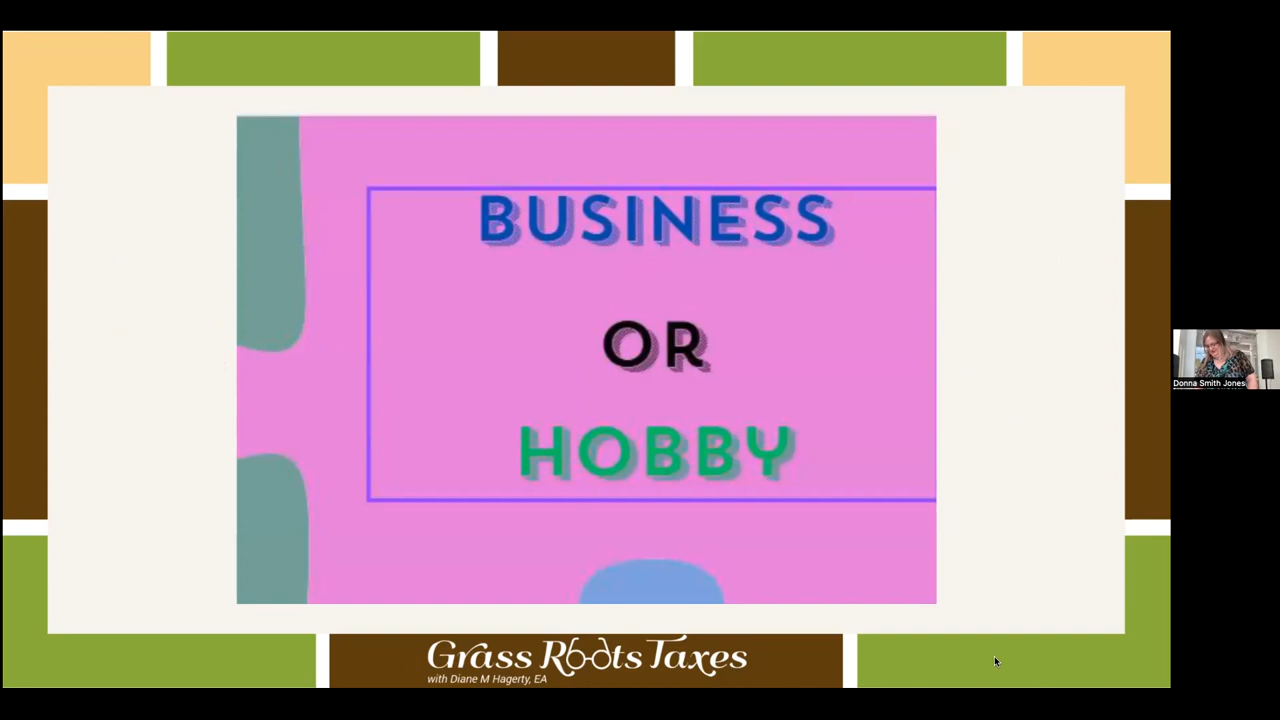 BUSINESS
OR
HOBBY
Grass Roots Taxes
with Diane M Hagerty, EA
Donna Smith Jones